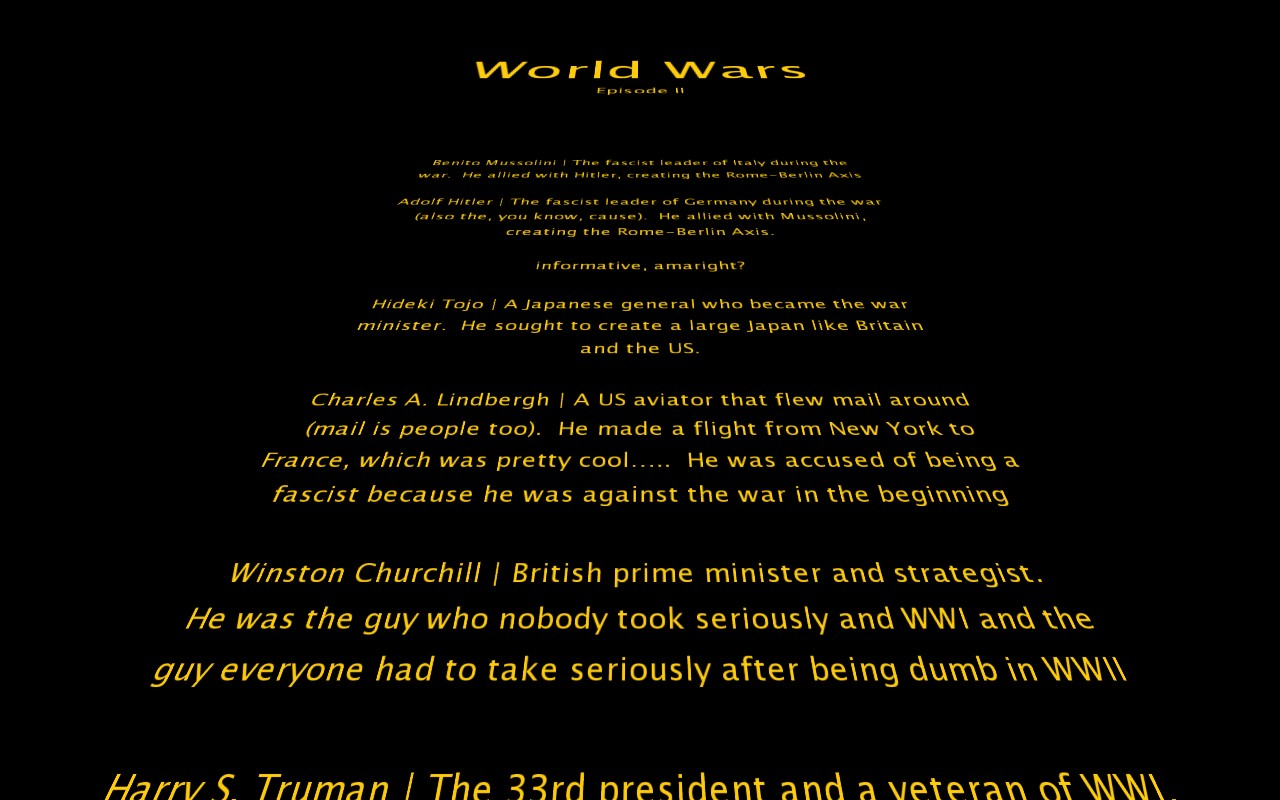 World Wars
Episode II
Benito Mussolini | The fascist leader of Italy during the
war.  He allied with Hitler, creating the Rome-Berlin Axis
Adolf Hitler | The fascist leader of Germany during the war
(also the, you know, cause).  He allied with Mussolini,
creating the Rome-Berlin Axis.
informative, amaright?
Hideki Tojo | A Japanese general who became the war
minister.  He sought to create a large Japan like Britain
and the US.
Charles A. Lindbergh | A US aviator that flew mail around
(mail is people too).  He made a flight from New York to
France, which was pretty cool.....  He was accused of being a
fascist because he was against the war in the beginning
Winston Churchill | British prime minister and strategist.
He was the guy who nobody took seriously and WWI and the
guy everyone had to take seriously after being dumb in WWII
Harry S. Truman | The 33rd president and a veteran of WWI.